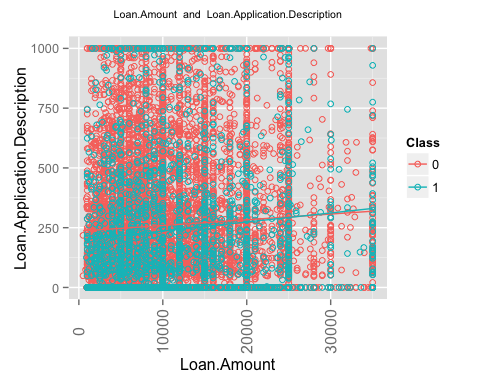 Loan.Amount and Loan.Application.Description
1000
750
500
250
0
Loan.Application.Description
0
10000
20000
30000
Loan.Amount
Class
0
1